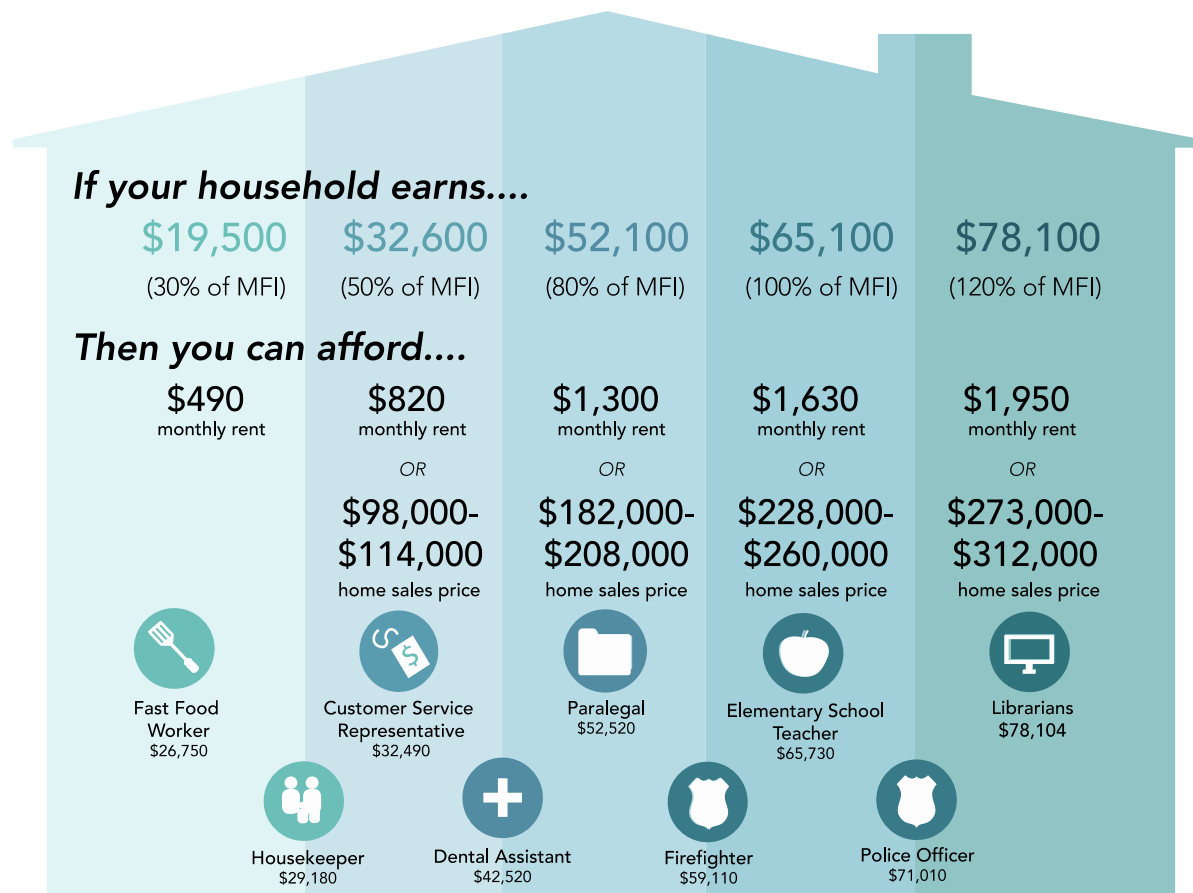 If your household earns....
$19,500 $32,600 $52,100 $65,100 $78,100
(30% of MFI) (50% of MFI) (80% of MFI) (100% of MFI) (120% of MFI)
Then you can afford....
$490 $820 $1,300 $1,630 $1,950
monthly rent monthly rent monthly rent monthly rent monthly rent
OR OR OR OR
$98,000- $182,000- $228,000- $273,000-
$114,000 $208,000 $260,000 $312,000
home sales price home sales price home sales price home sales price
$
Fast Food
Worker
$26,750
Customer Service
Representative
$32,490
Paralegal
$52,520
Elementary School
Teacher
$65,730
Librarians
$78,104
Housekeeper
$29,180
Dental Assistant
$42,520
Firefighter
$59,110
Police Officer
$71,010